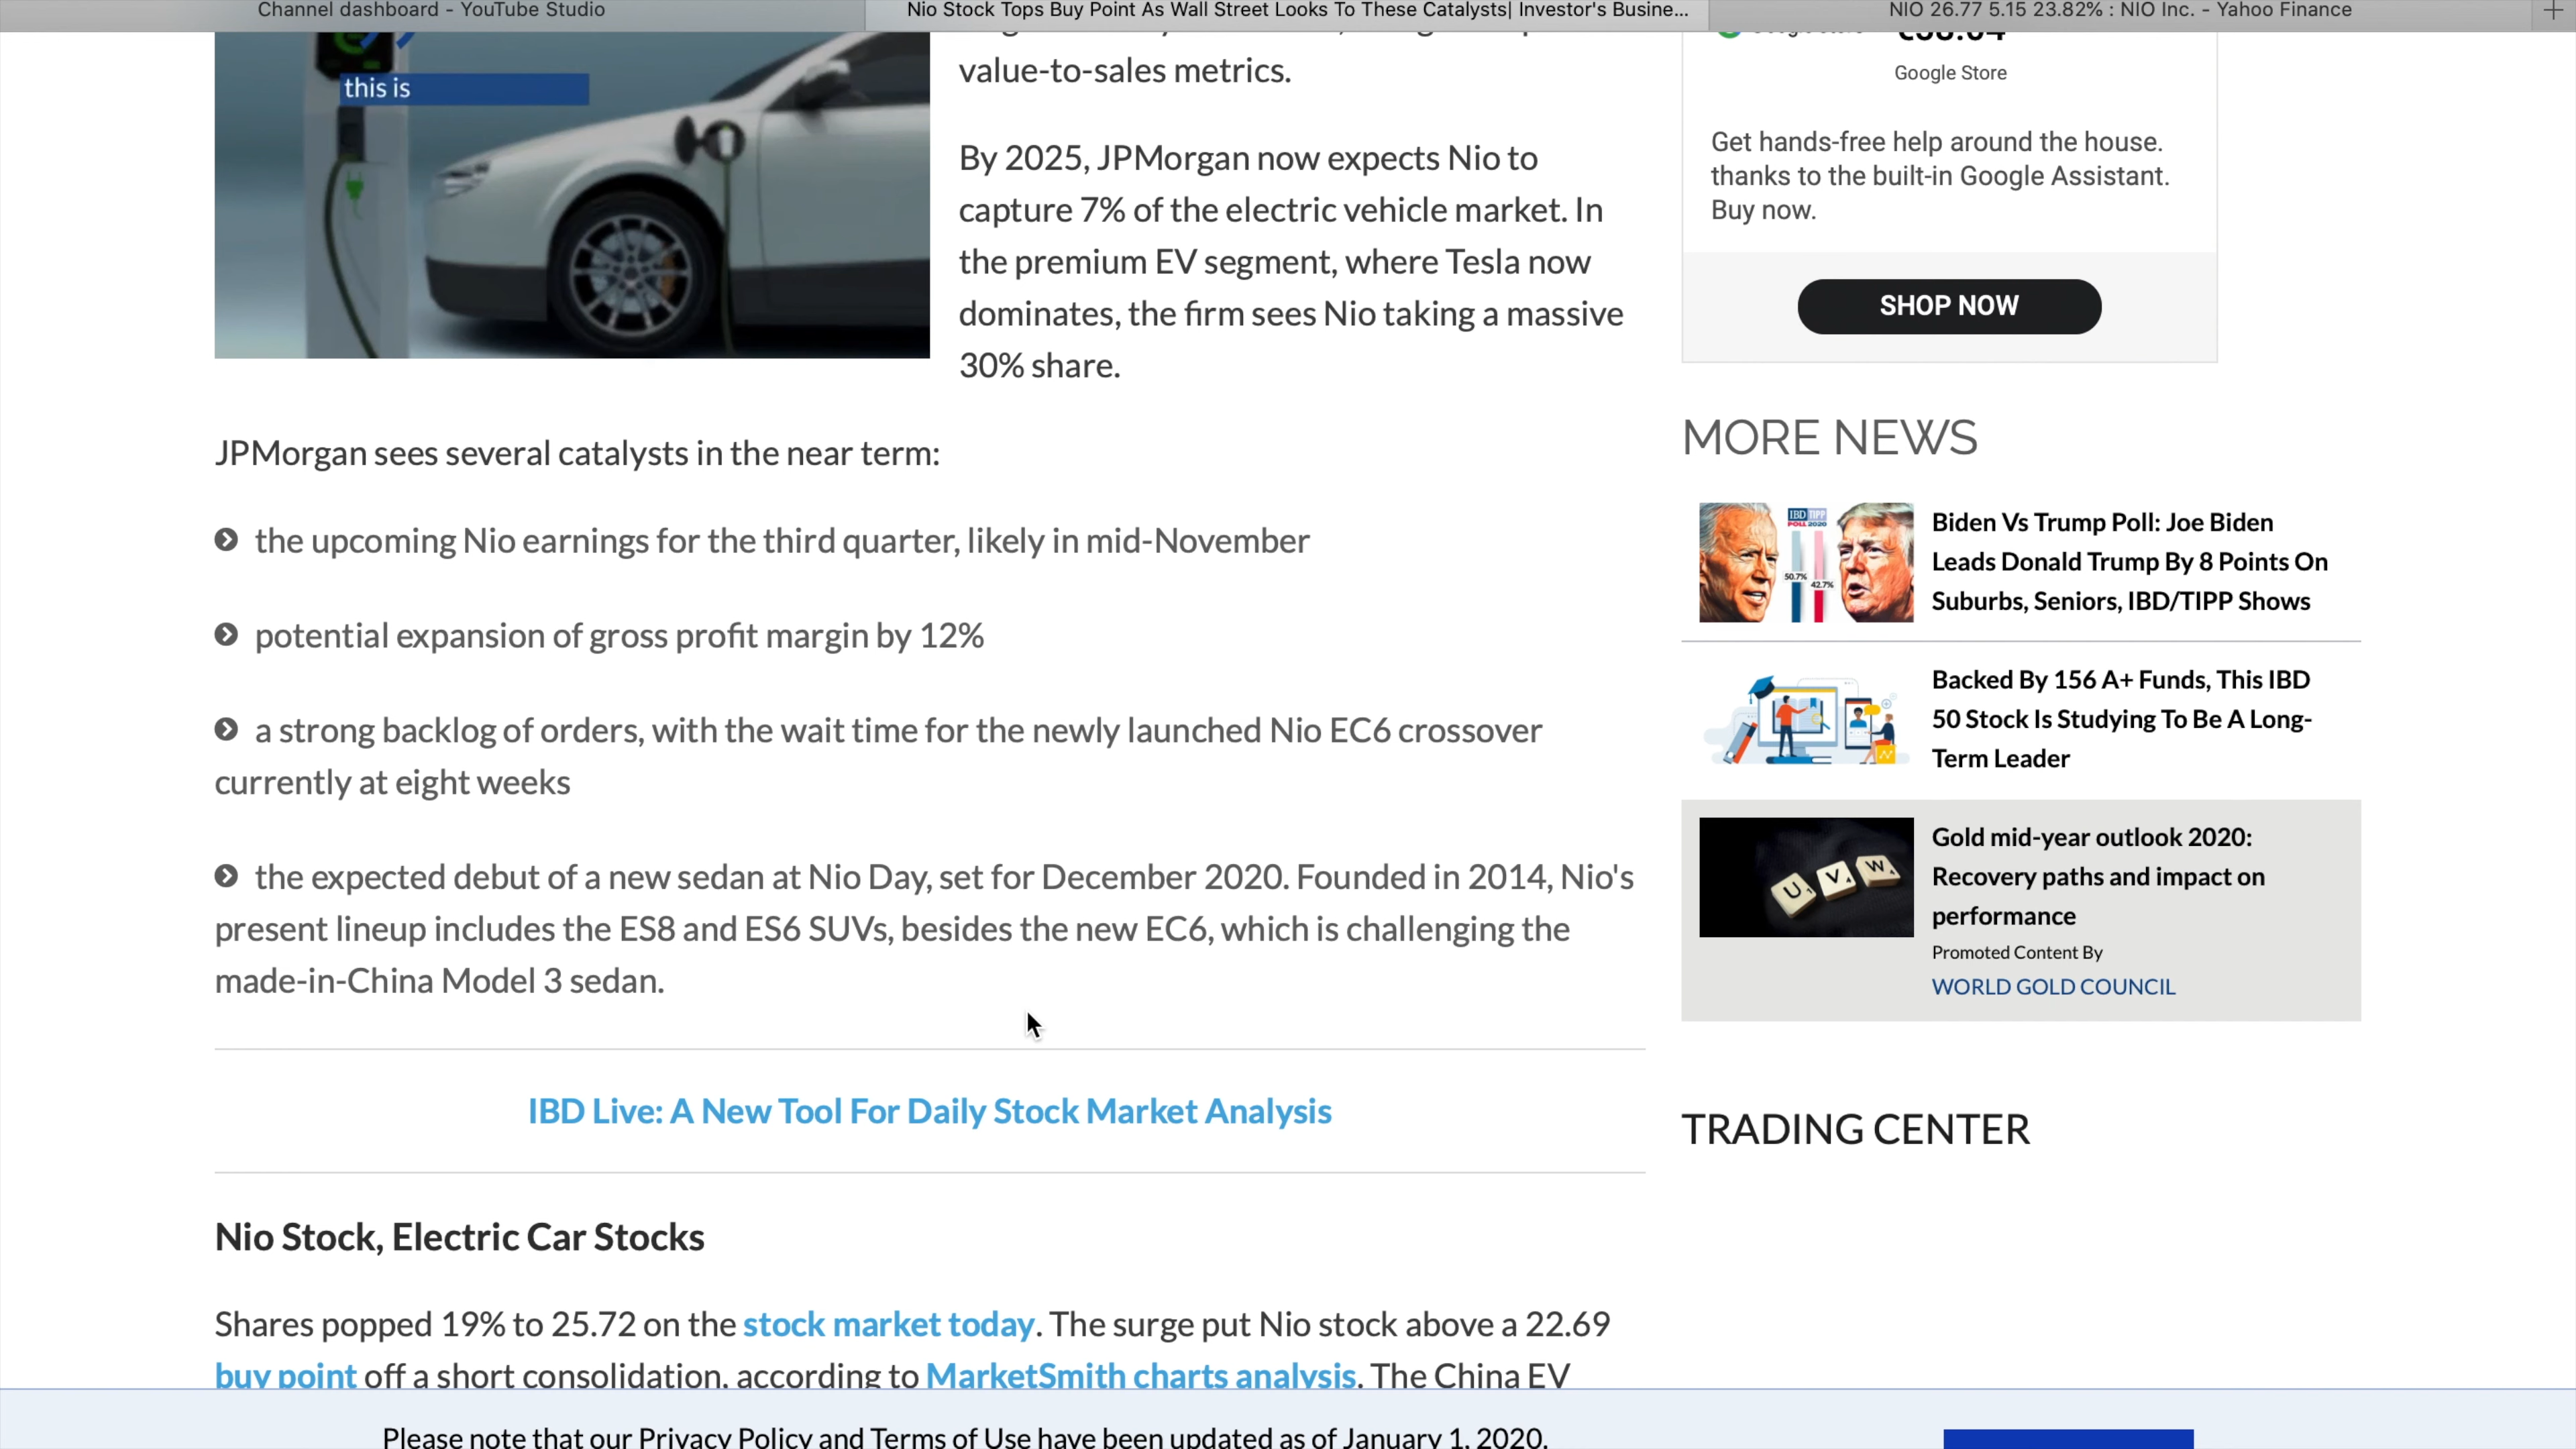 Channel dashboard - YouTube Studio
Nio Stock Tops Buy Point As Wall Street Looks To These Catalysts| Investor's Busine...
NIO 26.77 5.15 23.82% : NIO Inc. - Yahoo Finance
this is
value-to-sales metrics.
By 2025, JPMorgan now expects Nio to
capture 7% of the electric vehicle market. In
the premium EV segment, where Tesla now
dominates, the firm sees Nio taking a massive
30% share.
JPMorgan sees several catalysts in the near term:
the upcoming Nio earnings for the third quarter, likely in mid-November
potential expansion of gross profit margin by 12%
a strong backlog of orders, with the wait time for the newly launched Nio EC6 crossover
currently at eight weeks
the expected debut of a new sedan at Nio Day, set for December 2020. Founded in 2014, Nio's
present lineup includes the ES8 and ES6 SUVs, besides the new EC6, which is challenging the
made-in-China Model 3 sedan.
IBD Live: A New Tool For Daily Stock Market Analysis
Nio Stock, Electric Car Stocks
Shares popped 19% to 25.72 on the stock market today. The surge put Nio stock above a 22.69
buy point off a short consolidation, according to MarketSmith charts analysis. The China EV
Google Store
Get hands-free help around the house.
thanks to the built-in Google Assistant.
Buy now.
SHOP NOW
MORE NEWS
IBD TIPP
POLL 2020
50.7%
42.7%
Biden Vs Trump Poll: Joe Biden
Leads Donald Trump By 8 Points On
Suburbs, Seniors, IBD/TIPP Shows
Backed By 156 A+ Funds, This IBD
50 Stock Is Studying To Be A Long-
Term Leader
U V W
Gold mid-year outlook 2020:
Recovery paths and impact on
performance
Promoted Content By
WORLD GOLD COUNCIL
TRADING CENTER
Please note that our Privacy Policy and Terms of Use have been updated as of January 1, 2020.